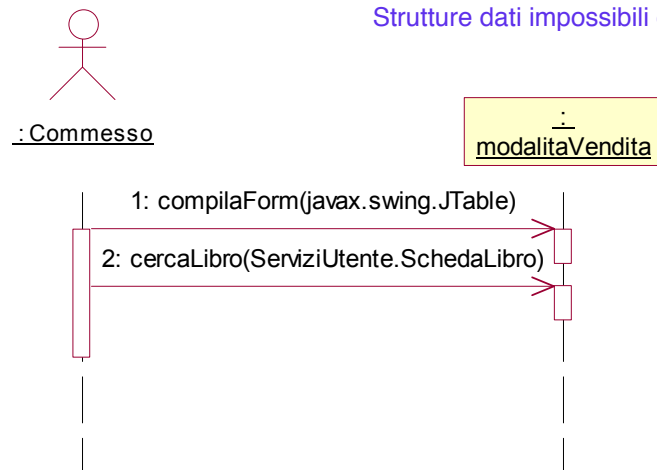 Strutture dati impossibili
: Commesso
:
modalitaVendita
1: compilaForm(javax.swing.JTable)
2: cercaLibro(ServiziUtente.SchedaLibro)